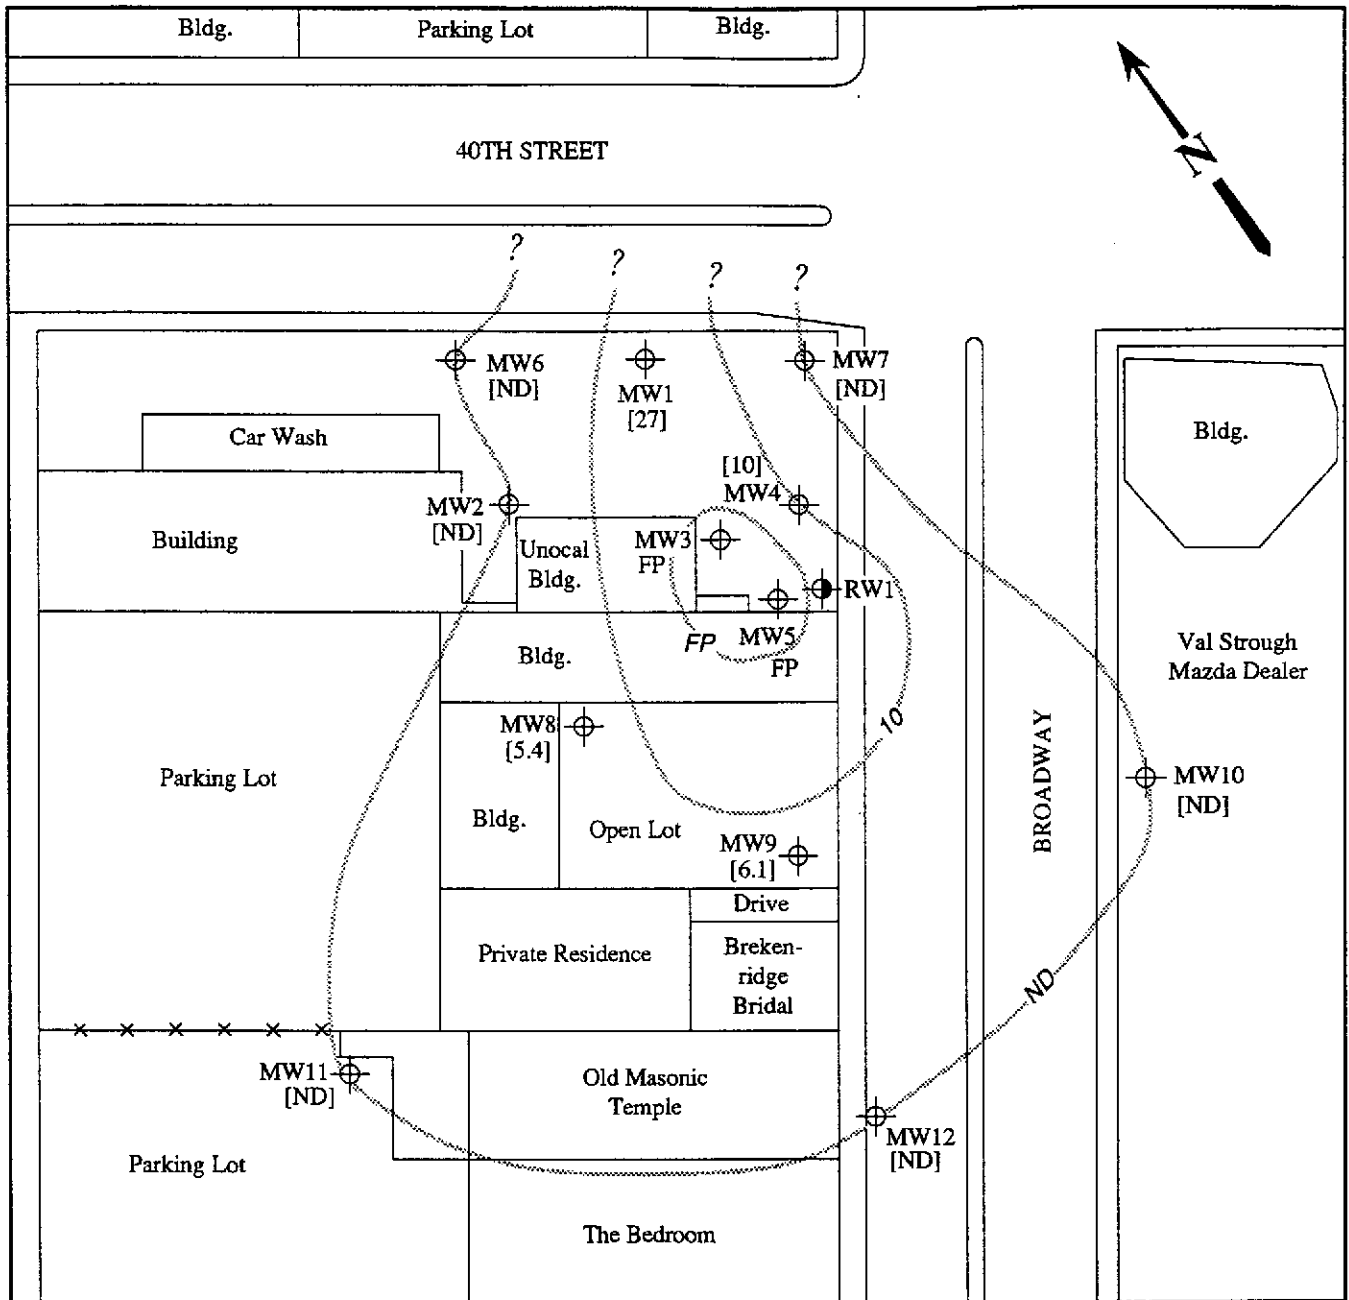 Bldg.
Parking Lot
Bldg.
40TH STREET
N
?
?
?
?
MW6
[ND]
MW1
[27]
MW7
[ND]
Car Wash
Bldg.
[10]
MW4
MW2
[ND]
Building
Unocal
Bldg.
MW3
FP
RW1
MW5
FP
FP
Bldg.
Val Strough
Mazda Dealer
MW8
[5.4]
10
BROADWAY
Parking Lot
MW10
[ND]
Bldg.
Open Lot
MW9
[6.1]
Drive
Private Residence
Breken-
ridge
Bridal
ND
MW11
[ND]
Old Masonic
Temple
MW12
[ND]
Parking Lot
The Bedroom